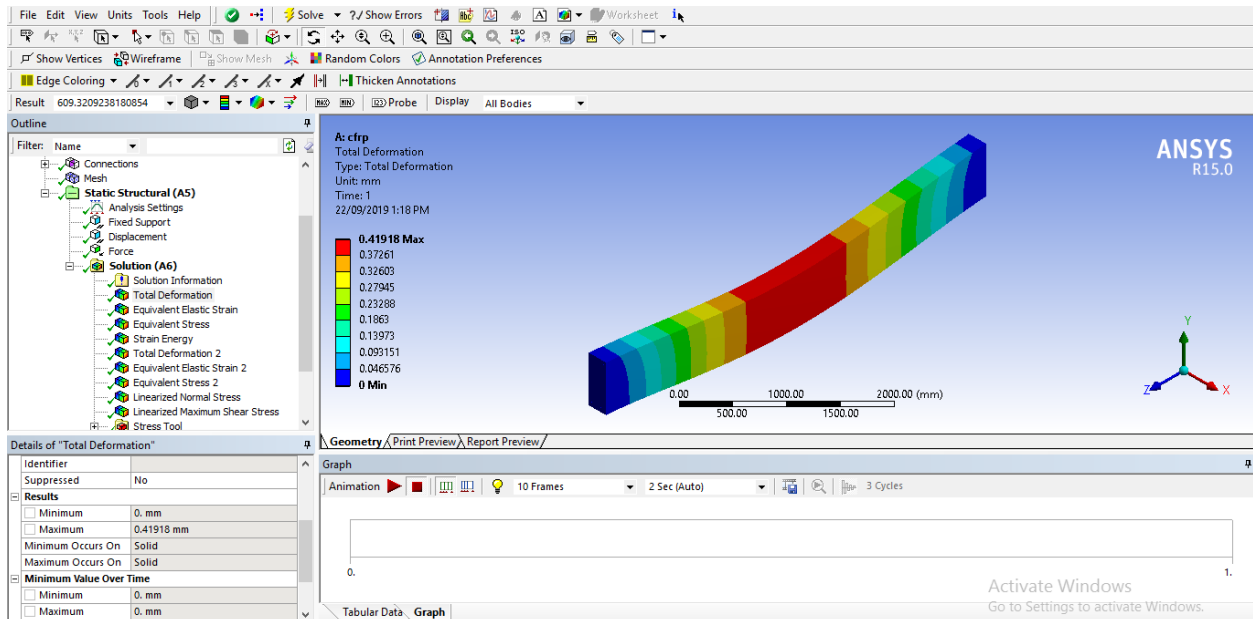 File Edit View Units Tools Help Solve ?./ Show Errors Worksheet
ISO
Show Vertices Wireframe Show Mesh Random Colors Annotation Preferences
Edge Coloring Thicken Annotations
Result 609.3209238180854 MAX MIN Probe Display All Bodies
Outline
Filter: Name
Connections
Mesh
Static Structural (A5)
Analysis Settings
Fixed Support
Displacement
Force
Solution (A6)
Solution Information
Total Deformation
Equivalent Elastic Strain
Equivalent Stress
Strain Energy
Total Deformation 2
Equivalent Elastic Strain 2
Equivalent Stress 2
Linearized Normal Stress
Linearized Maximum Shear Stress
Stress Tool
Details of "Total Deformation"
Identifier
Suppressed No
Results
Minimum 0. mm
Maximum 0.41918 mm
Minimum Occurs On Solid
Maximum Occurs On Solid
Minimum Value Over Time
Minimum 0. mm
Maximum 0. mm
A: cfrp
Total Deformation
Type: Total Deformation
Unit: mm
Time: 1
22/09/2019 1:18 PM
0.41918 Max
0.37261
0.32603
0.27945
0.23288
0.1863
0.13973
0.093151
0.046576
0 Min
ANSYS
R15.0
Y
Z
X
0.00 1000.00 2000.00 (mm)
500.00 1500.00
Geometry Print Preview Report Preview
Graph
Animation 10 Frames 2 Sec (Auto) 3 Cycles
0. 1.
Activate Windows
Go to Settings to activate Windows.
Tabular Data Graph